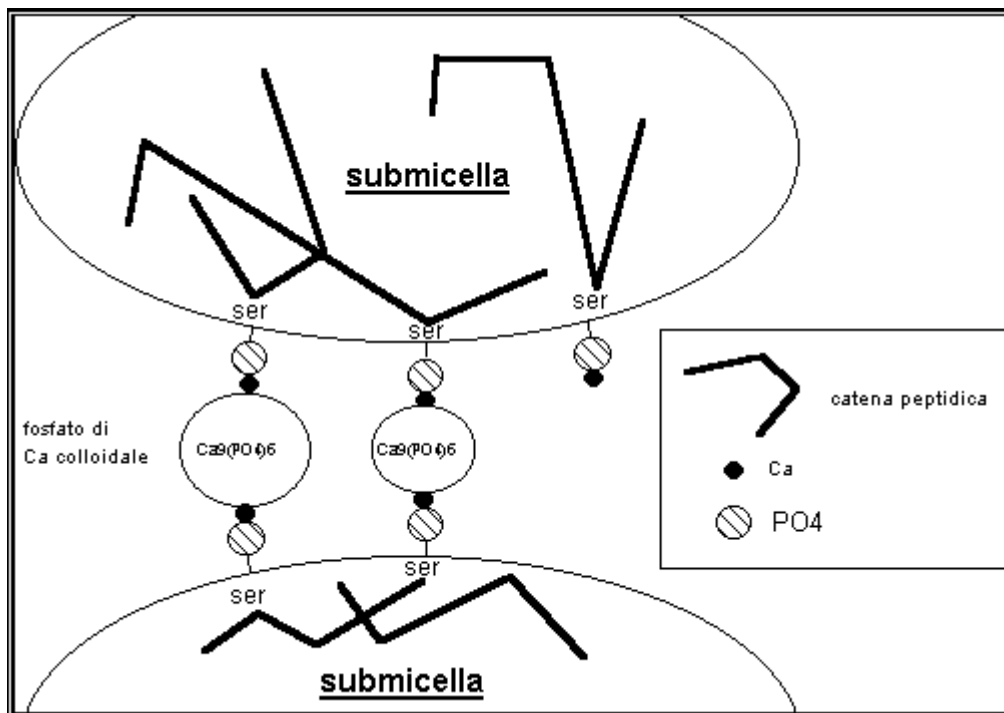 submicella
ser
ser
ser
fosfato di
Ca colloidale
Ca9(PO4)6
Ca9(PO4)6
catena peptidica
Ca
PO4
ser
ser
submicella